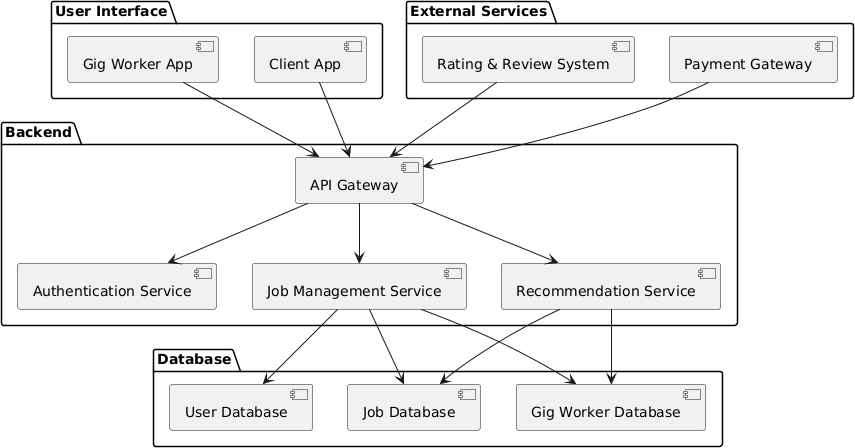 User Interface
External Services
Gig Worker App
Client App
Rating & Review System
Payment Gateway
Backend
API Gateway
Authentication Service
Job Management Service
Recommendation Service
Database
User Database
Job Database
Gig Worker Database